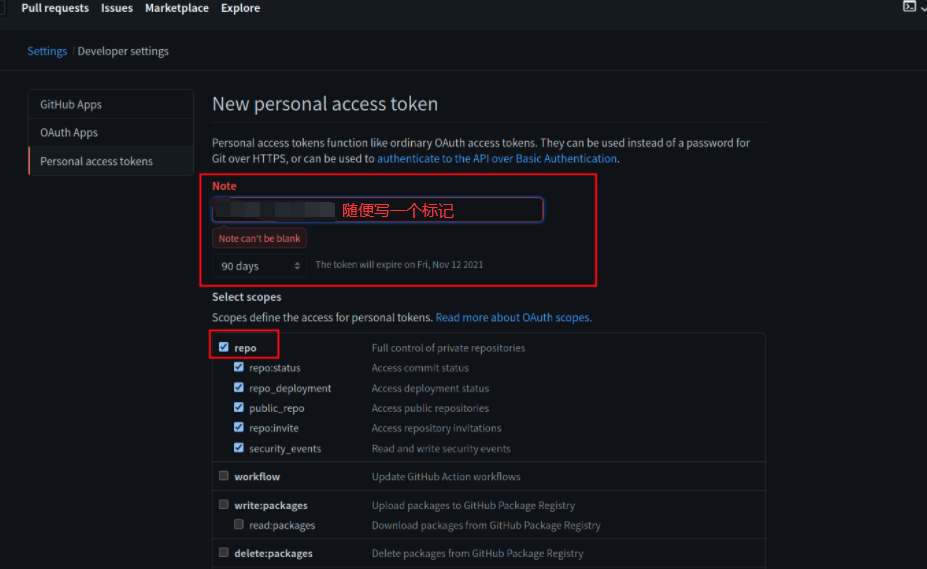 Pull requests Issues Marketplace Explore
Settings / Developer settings
GitHub Apps
OAuth Apps
Personal access tokens
New personal access token
Personal access tokens function like ordinary OAuth access tokens. They can be used instead of a password for
Git over HTTPS, or can be used to authenticate to the API over Basic Authentication.
Note
随便写一个标记
Note can't be blank
90 days The token will expire on Fri, Nov 12 2021
Select scopes
Scopes define the access for personal tokens. Read more about OAuth scopes.
repo Full control of private repositories
repo:status Access commit status
repo_deployment Access deployment status
public_repo Access public repositories
repo:invite Access repository invitations
security_events Read and write security events
workflow Update GitHub Action workflows
write:packages Upload packages to GitHub Package Registry
read:packages Download packages from GitHub Package Registry
delete:packages Delete packages from GitHub Package Registry